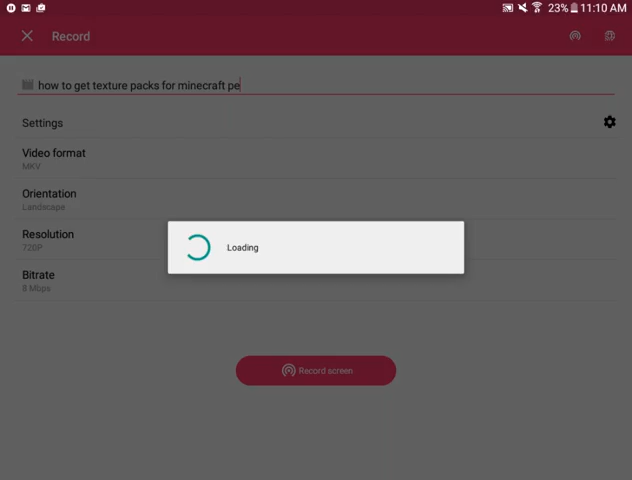 23% 11:10 AM
Record
how to get texture packs for minecraft pe
Settings
Video format
MKV
Orientation
Landscape
Resolution
720P
Loading
Bitrate
8 Mbps
Record screen